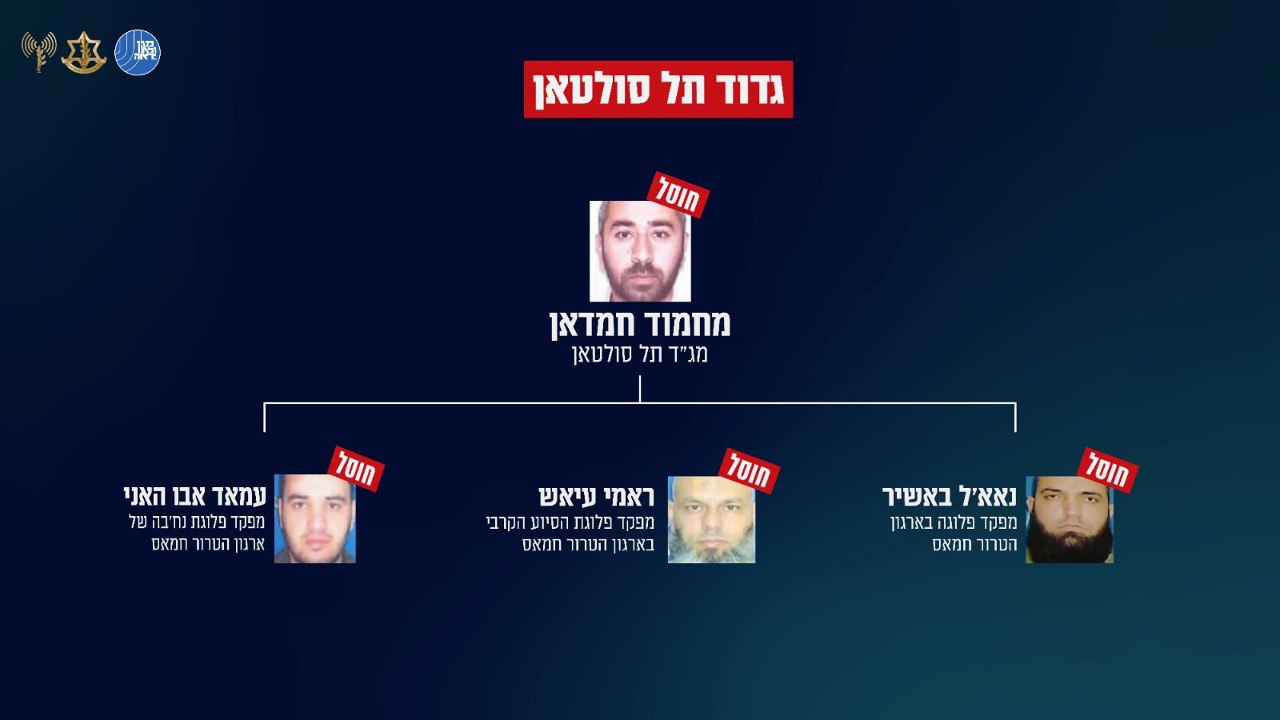 גדוד תל סולטאן
חוסל
מחמוד חמדאן
מג"ד תל סולטאן
חוסל
נאא'ל באשיר
מפקד פלוגה בארגון
הטרור חמאס
חוסל
ראמי עיאש
מפקד פלוגת הסיוע הקרבי
בארגון הטרור חמאס
חוסל
עמאד אבו האני
מפקד פלוגת נח'בה של
ארגון הטרור חמאס